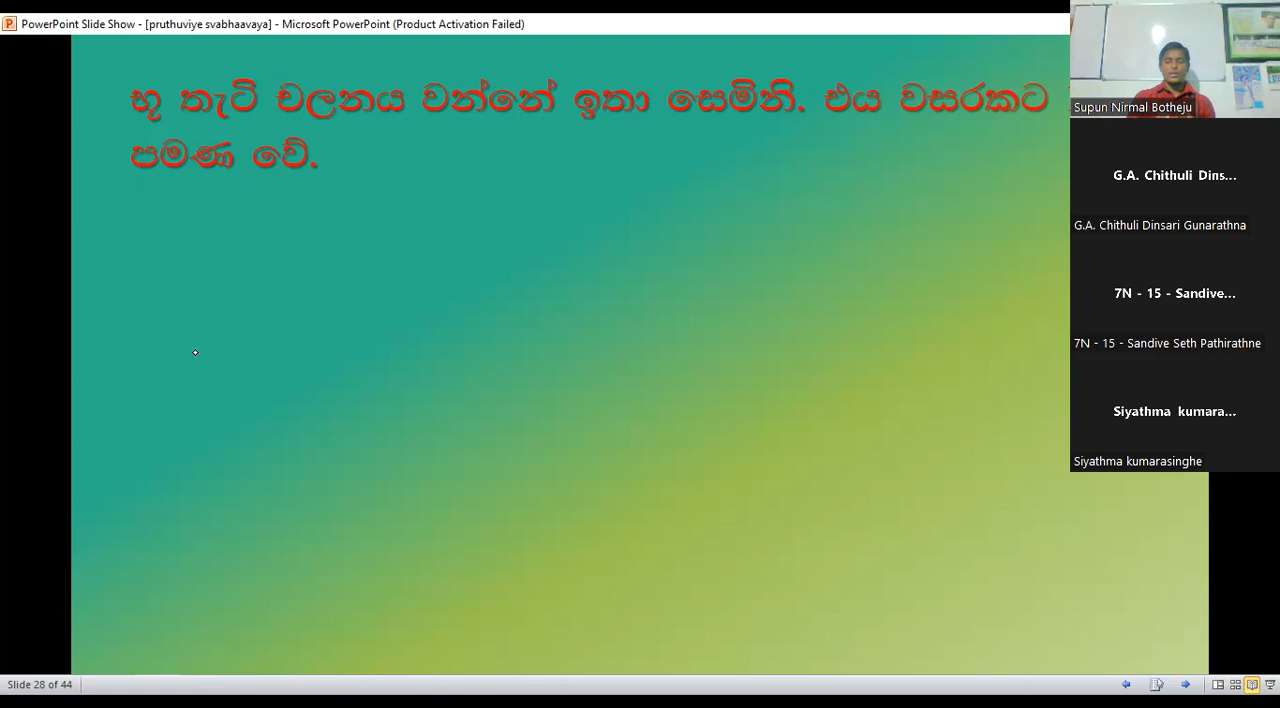 PowerPoint Slide Show - [pruthuviye svabhaavaya] - Microsoft PowerPoint (Product Activation Failed)
භූ තැටි චලනය වන්නේ ඉතා සෙමිනි. එය වසරකට
පමණ වේ.
Supun Nirmal Botheju
G.A. Chithuli Dins...
G.A. Chithuli Dinsari Gunarathna
7N - 15 - Sandive...
7N - 15 - Sandive Seth Pathirathne
Siyathma kumara...
Siyathma kumarasinghe
Slide 28 of 44